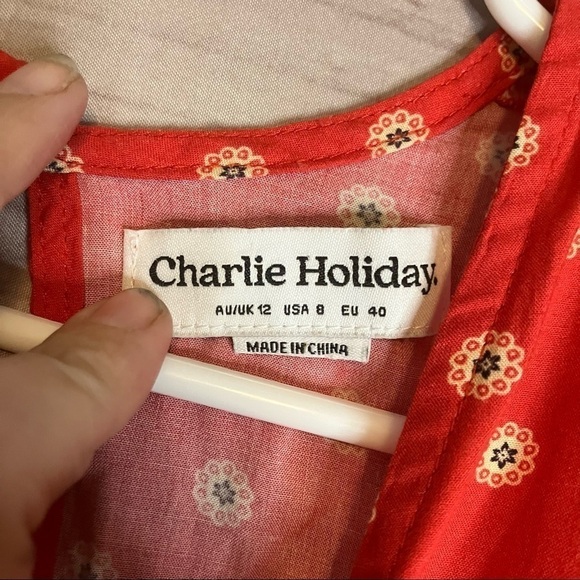 Charlie Holiday.
AU/UK 12 USA 8 EU 40
MADE IN CHINA